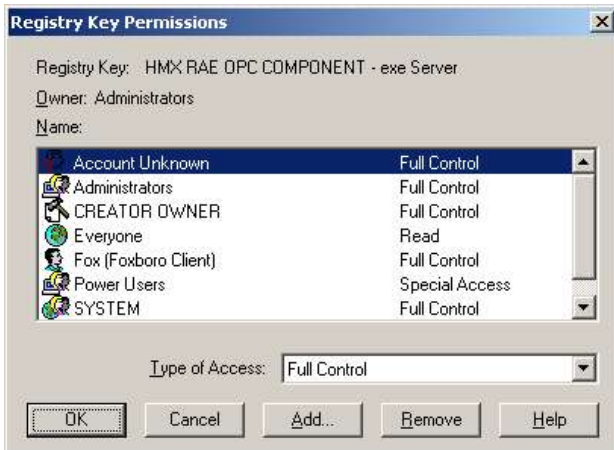 Registry Key Permissions
Registry Key: HMX RAE OPC COMPONENT - exe Server
Owner: Administrators
Name:
Account Unknown Full Control
Administrators Full Control
CREATOR OWNER Full Control
Everyone Read
Fox (Foxboro Client) Full Control
Power Users Special Access
SYSTEM Full Control
Type of Access: Full Control
OK Cancel Add... Remove Help